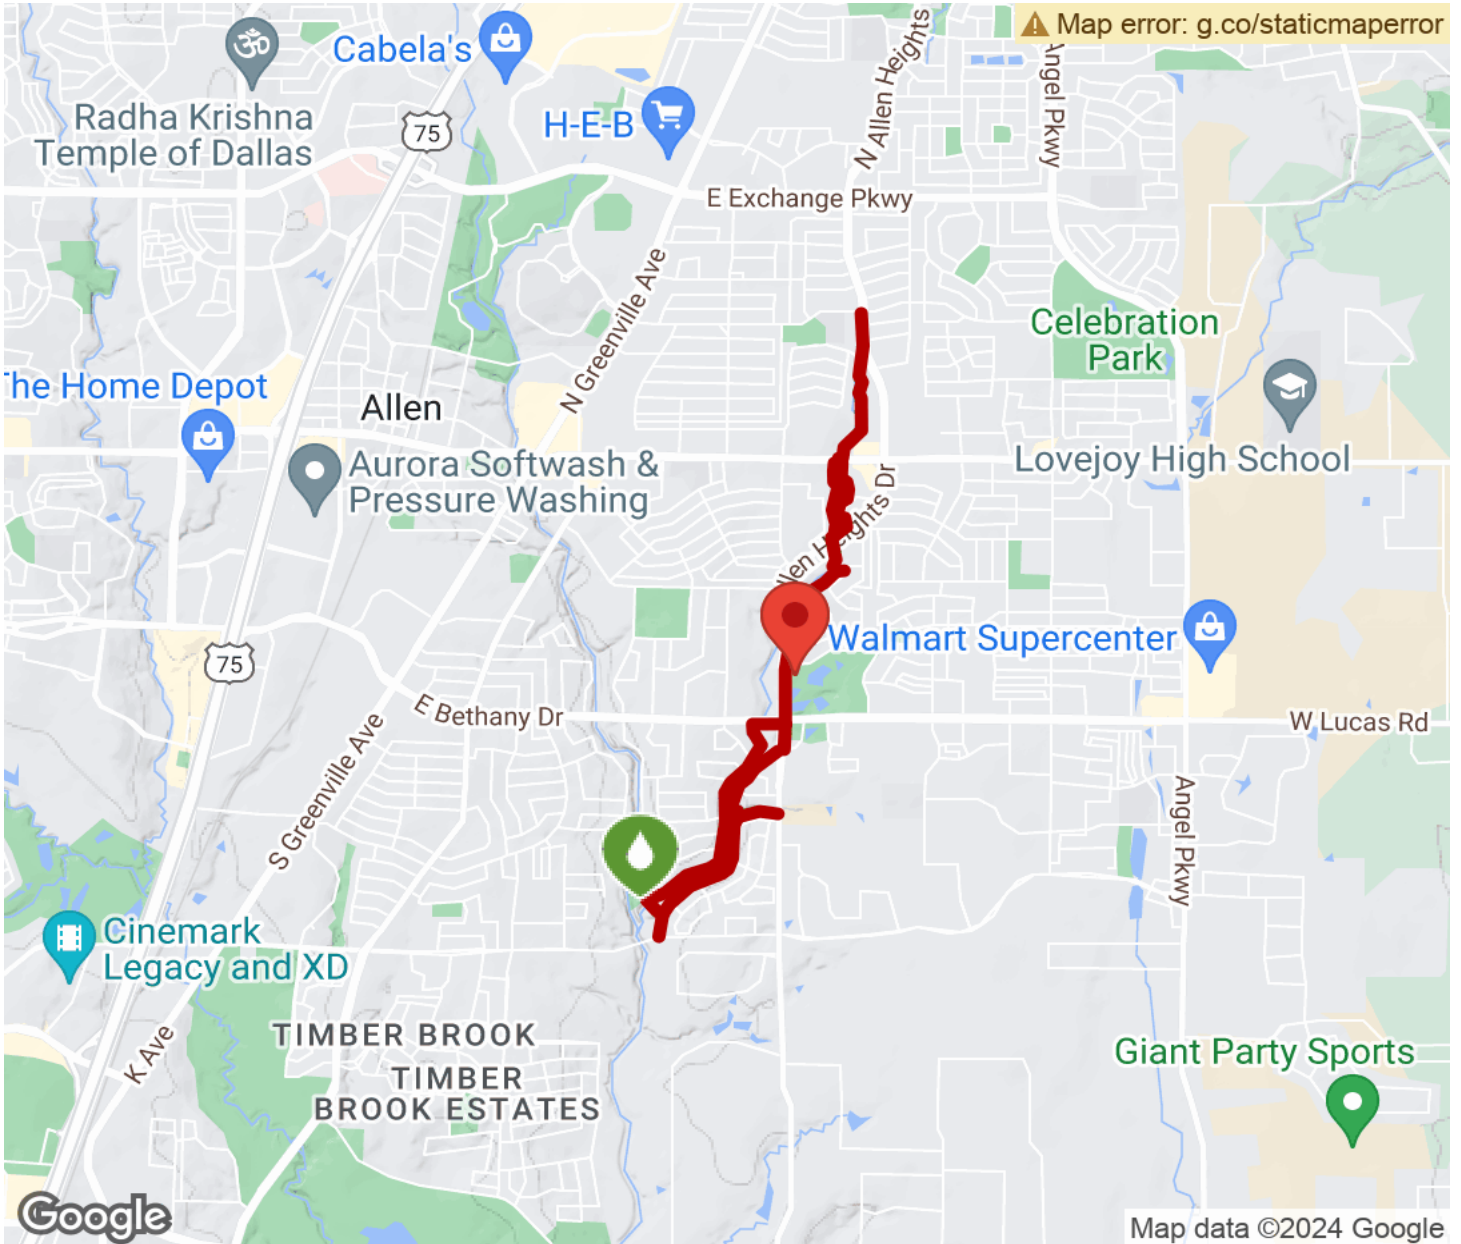 Map error: g.co/staticmaperror
Cabela's
N Allen Heights
Angel Pkwy
Radha Krishna
Temple of Dallas
75
H-E-B
E Exchange Pkwy
N Greenville Ave
Celebration
Park
The Home Depot
Allen
Lovejoy High School
Aurora Softwash &
Pressure Washing
llen Heights Dr
Walmart Supercenter
75
E Bethany Dr
W Lucas Rd
S Greenville Ave
Angel Pkwy
Cinemark
Legacy and XD
K Ave
TIMBER BROOK
TIMBER
BROOK ESTATES
Giant Party Sports
Google
Map data ©2024 Google